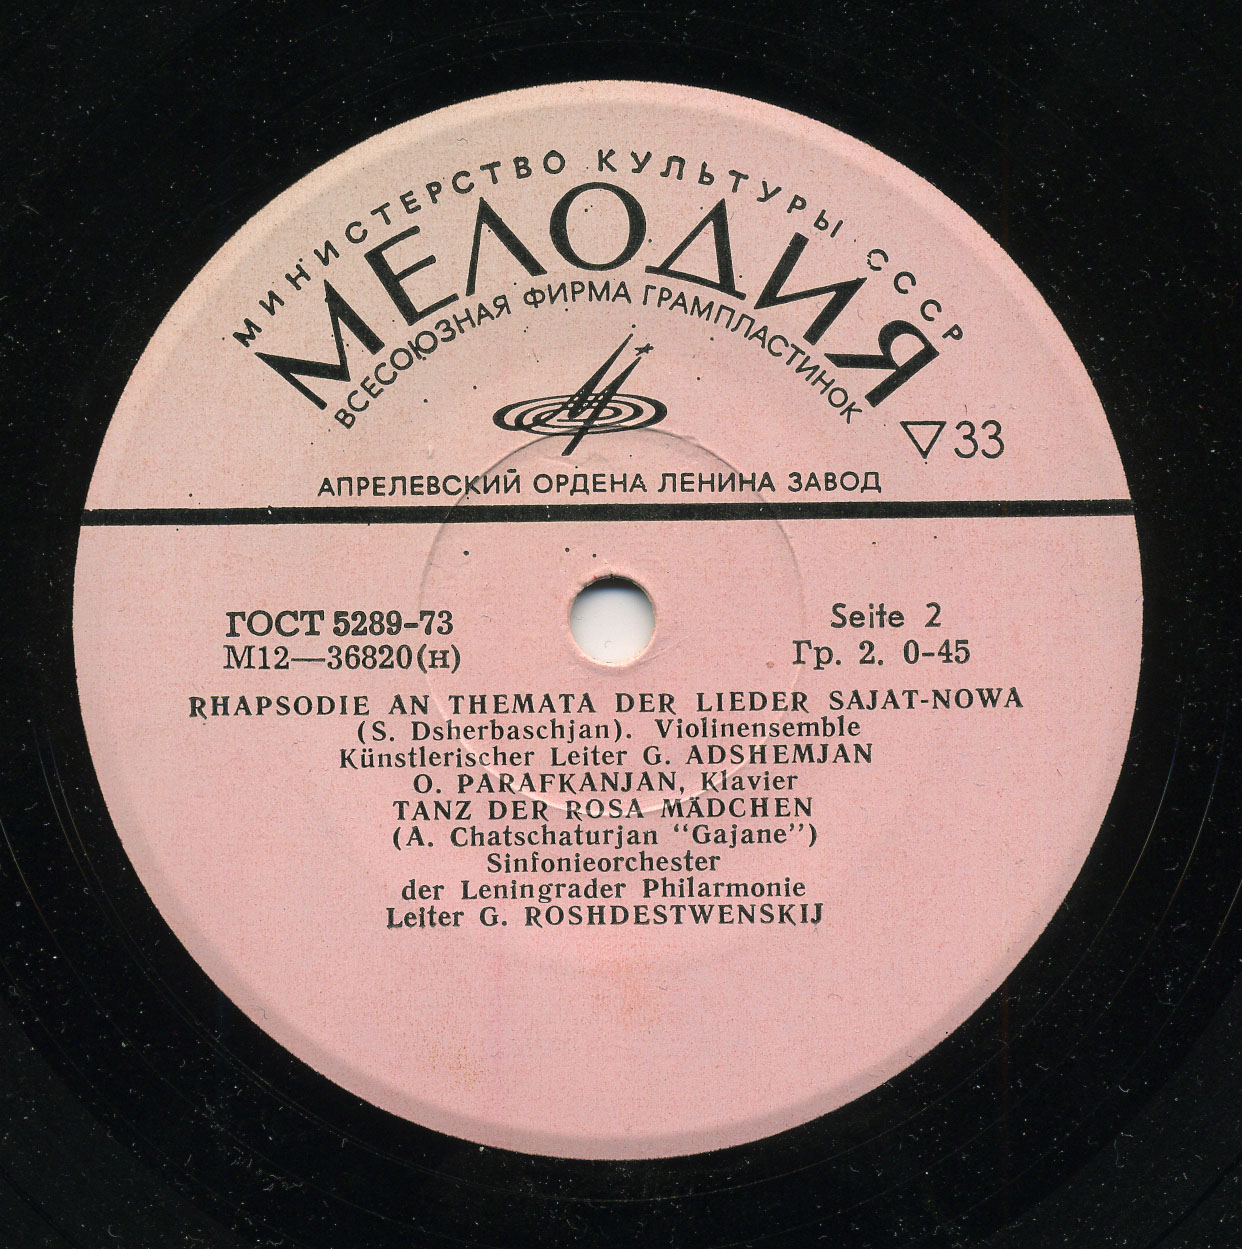 МИНИСТЕРСТВО КУЛЬТУРЫ СССР
МЕЛОДИЯ
ВСЕСОЮЗНАЯ ФИРМА ГРАМПЛАСТИНОК
▽33
АПРЕЛЕВСКИЙ ОРДЕНА ЛЕНИНА ЗАВОД
ГОСТ 5289-73
М12—36820(н)
Seite 2
Гр. 2. 0-45
RHAPSODIE AN THEMATA DER LIEDER SAJAT-NOWA
(S. Dsherbaschjan). Violinensemble
Künstlerischer Leiter G. ADSHEMJAN
O. PARAFKANJAN, Klavier
TANZ DER ROSA MÄDCHEN
(A. Chatschaturjan "Gajane")
Sinfonieorchester
der Leningrader Philarmonie
Leiter G. ROSHDESTWENSKIJ